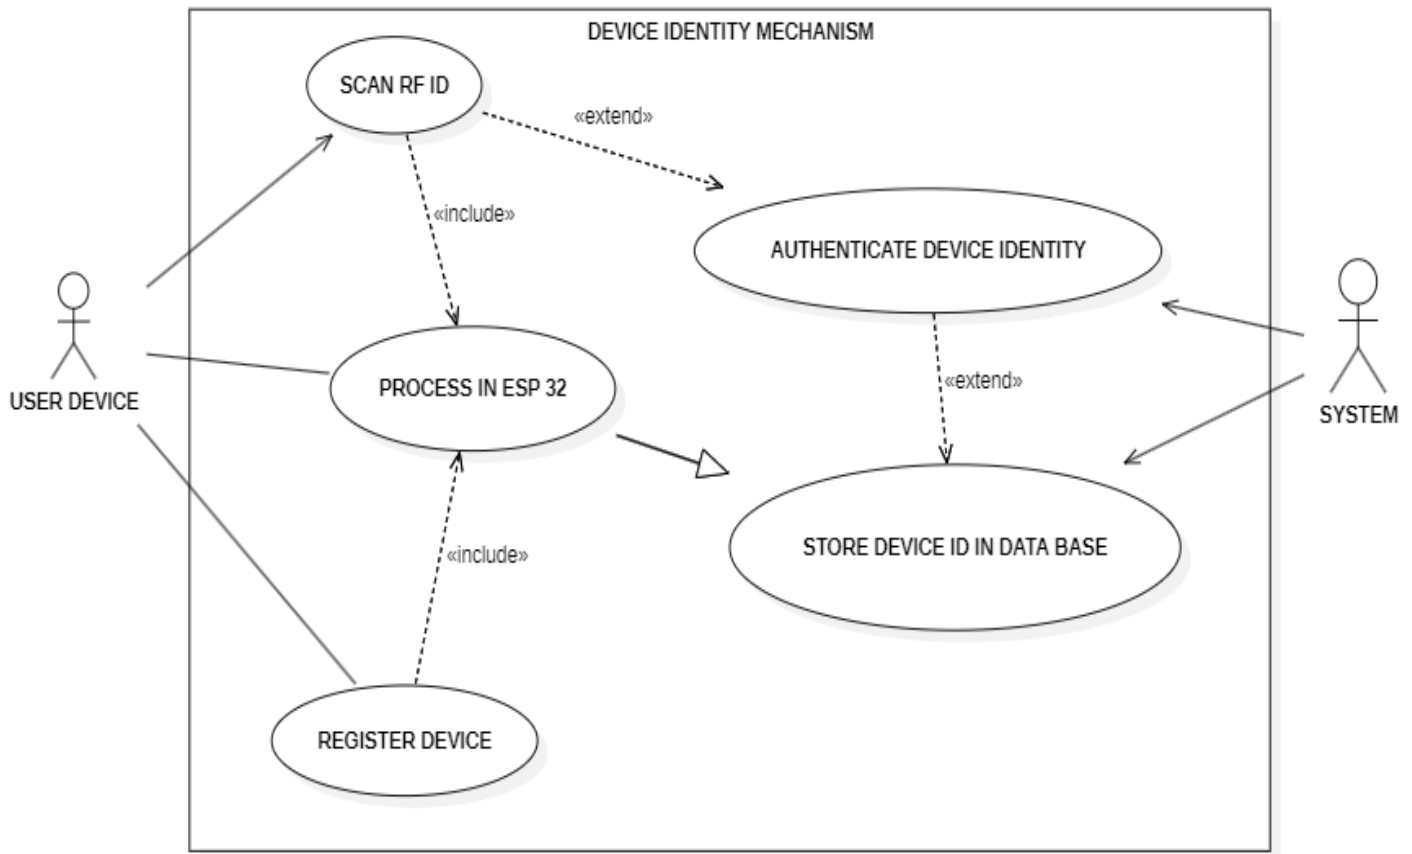 DEVICE IDENTITY MECHANISM
SCAN RF ID
«extend»
«include»
AUTHENTICATE DEVICE IDENTITY
USER DEVICE
PROCESS IN ESP 32
«extend»
SYSTEM
«include»
STORE DEVICE ID IN DATA BASE
REGISTER DEVICE